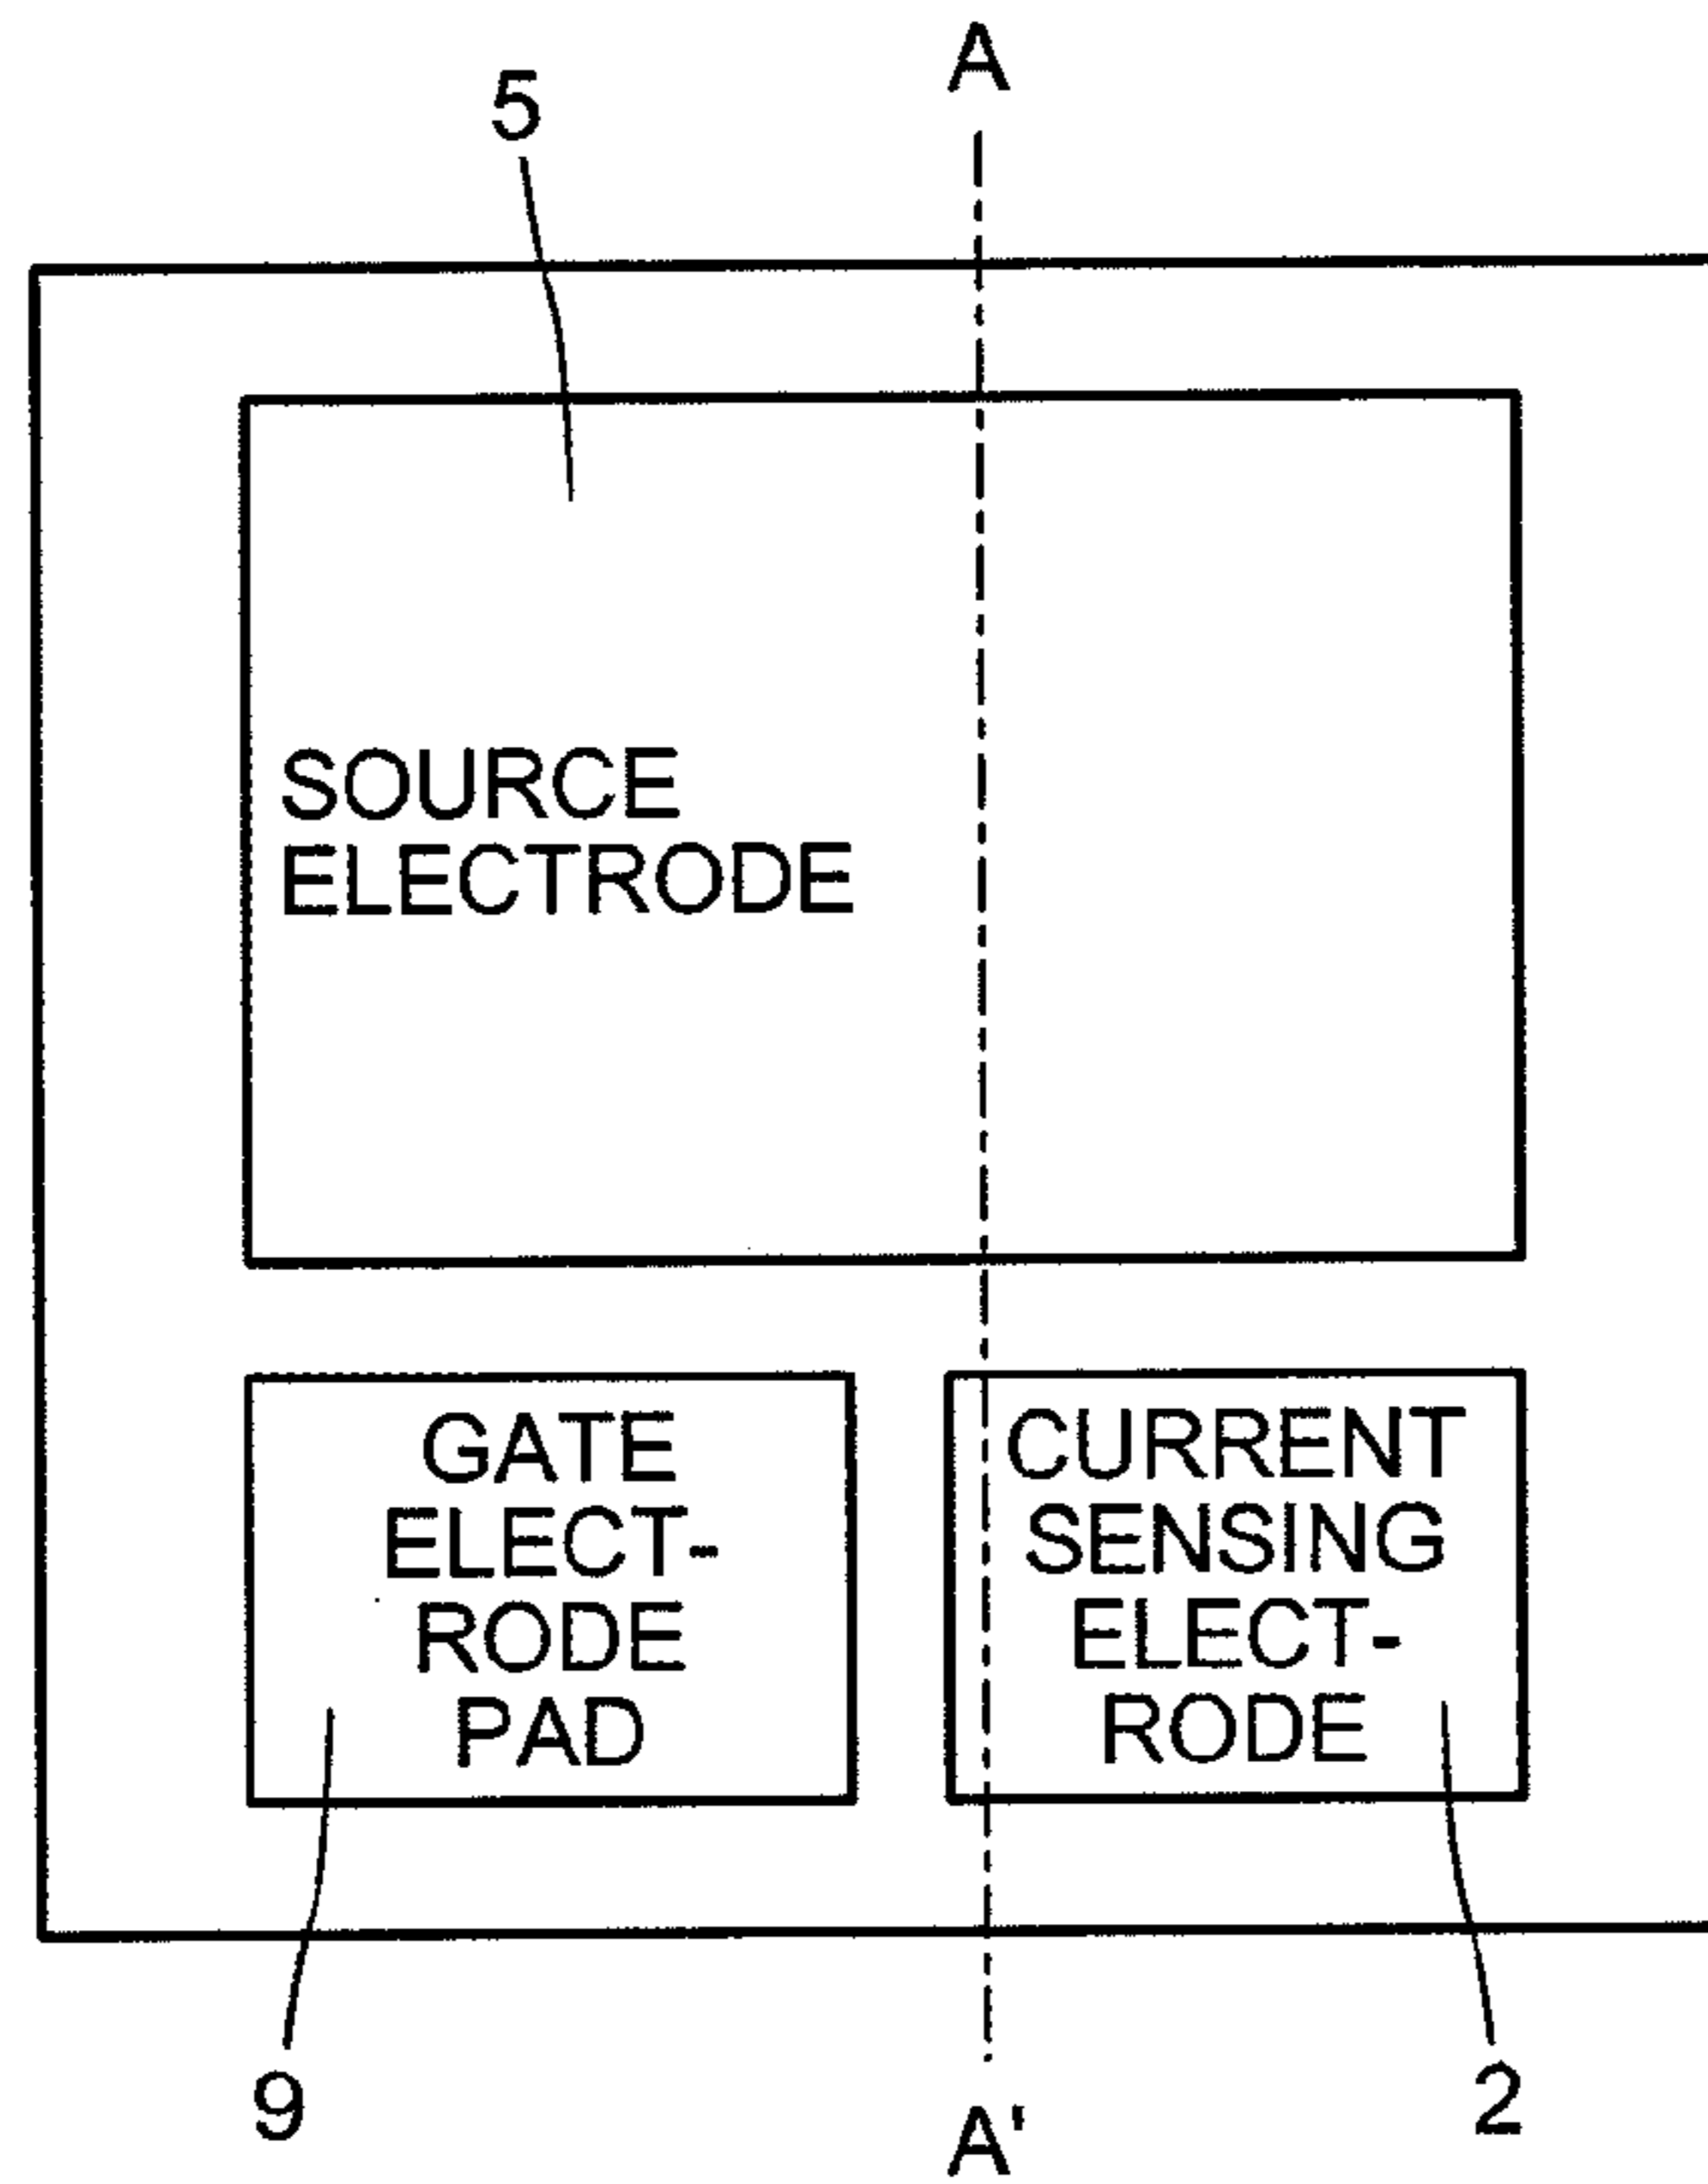 A
5
SOURCE
ELECTRODE
GATE
ELECT-
RODE
PAD
CURRENT
SENSING
ELECT-
RODE
9
A'
2